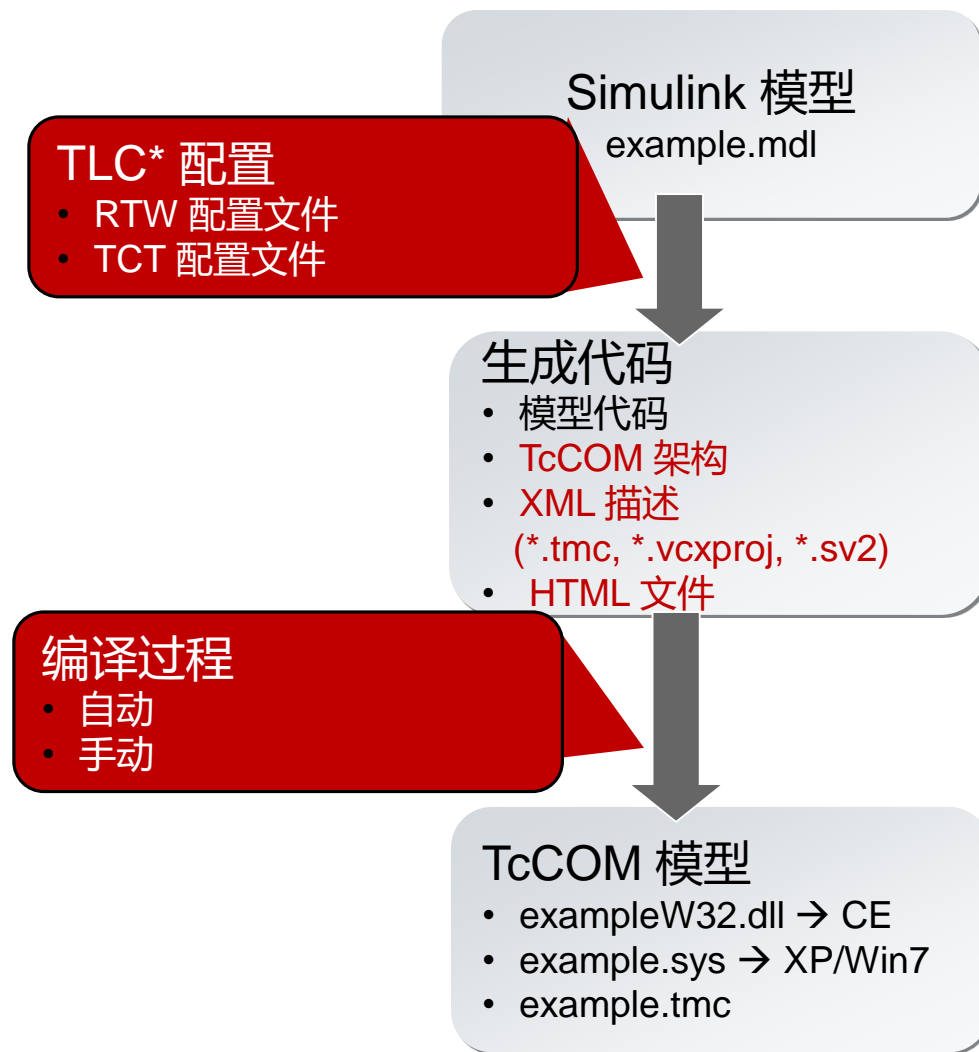 Simulink 模型
example.mdl
TLC* 配置
• RTW 配置文件
• TCT 配置文件
生成代码
• 模型代码
• TcCOM 架构
• XML 描述
(*.tmc, *.vcxproj, *.sv2)
• HTML 文件
编译过程
• 自动
• 手动
TcCOM 模型
• exampleW32.dll → CE
• example.sys → XP/Win7
• example.tmc